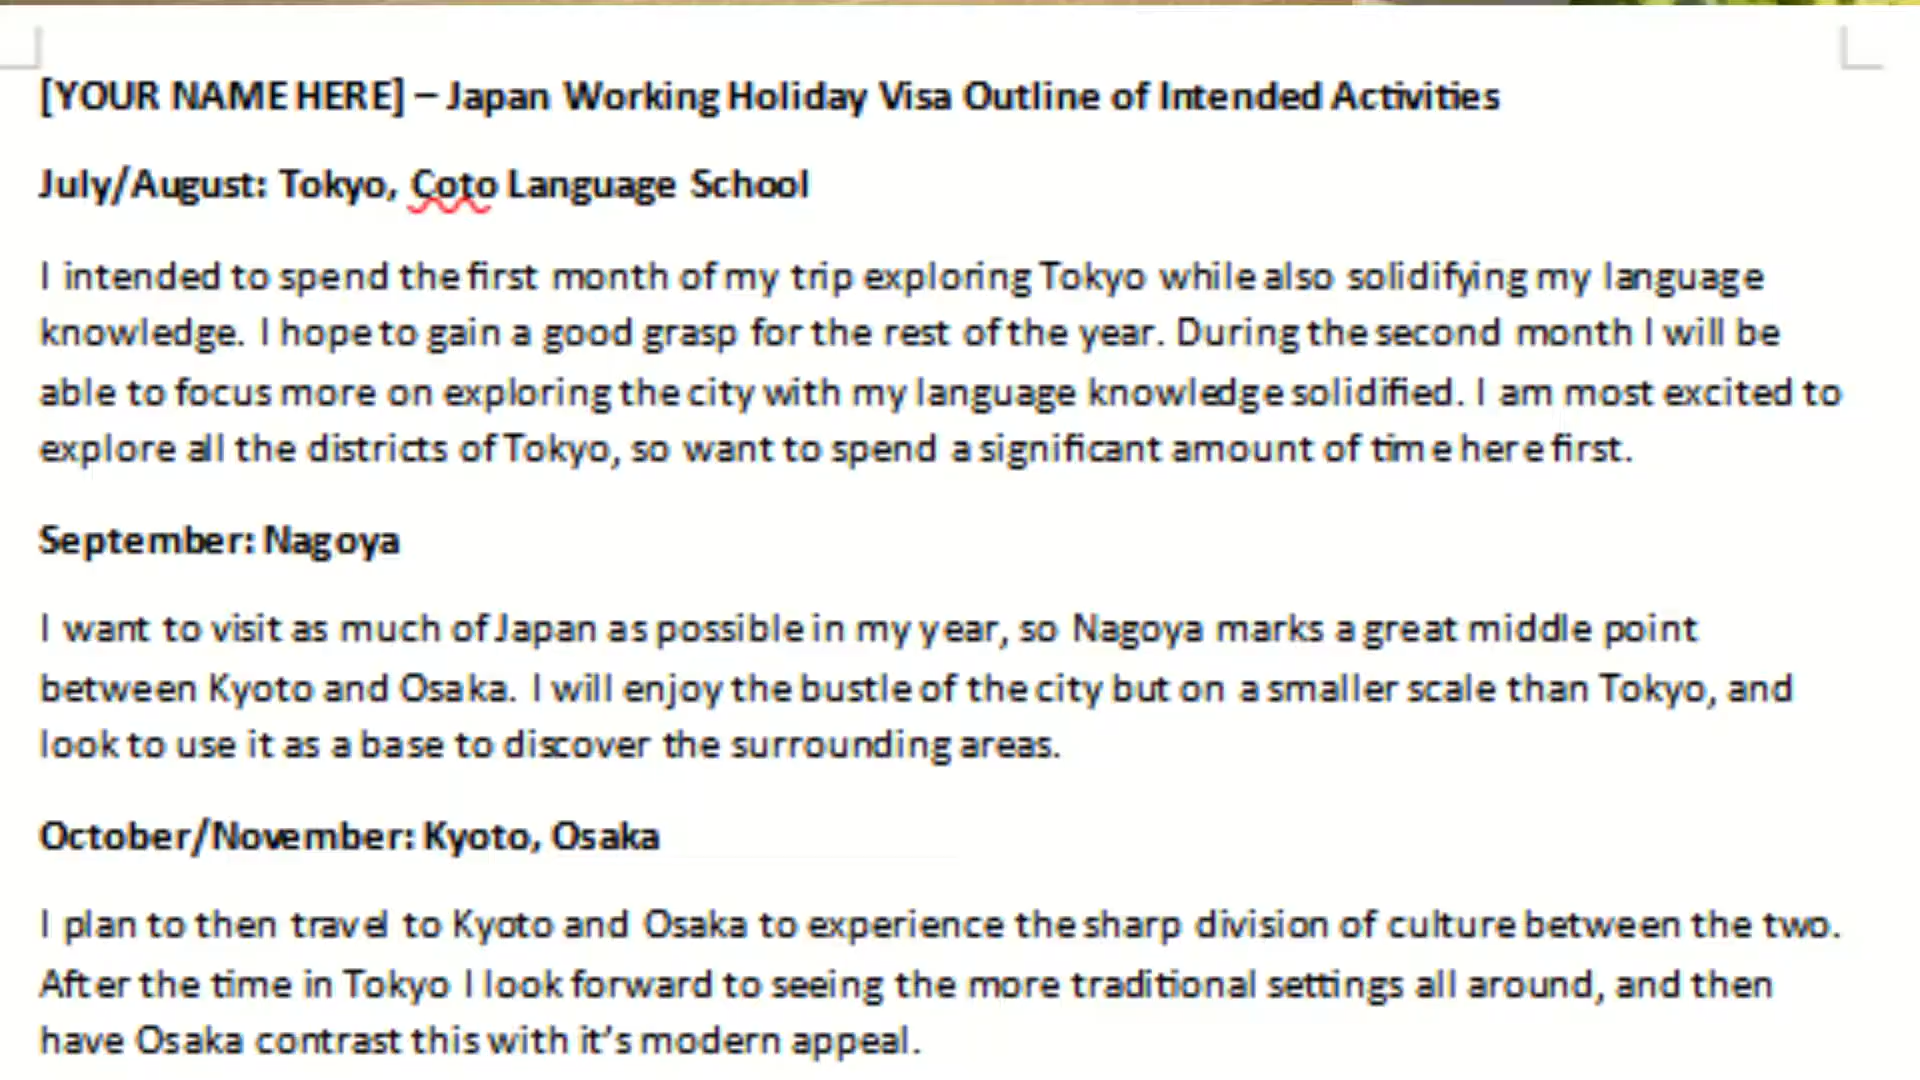 [YOUR NAME HERE] – Japan Working Holiday Visa Outline of Intended Activities
July/August: Tokyo, Coto Language School
I intended to spend the first month of my trip exploring Tokyo while also solidifying my language
knowledge. I hope to gain a good grasp for the rest of the year. During the second month I will be
able to focus more on exploring the city with my language knowledge solidified. I am most excited to
explore all the districts of Tokyo, so want to spend a significant amount of time here first.
September: Nagoya
I want to visit as much of Japan as possible in my year, so Nagoya marks a great middle point
between Kyoto and Osaka. I will enjoy the bustle of the city but on a smaller scale than Tokyo, and
look to use it as a base to discover the surrounding areas.
October/November: Kyoto, Osaka
I plan to then travel to Kyoto and Osaka to experience the sharp division of culture between the two.
After the time in Tokyo I look forward to seeing the more traditional settings all around, and then
have Osaka contrast this with it's modern appeal.